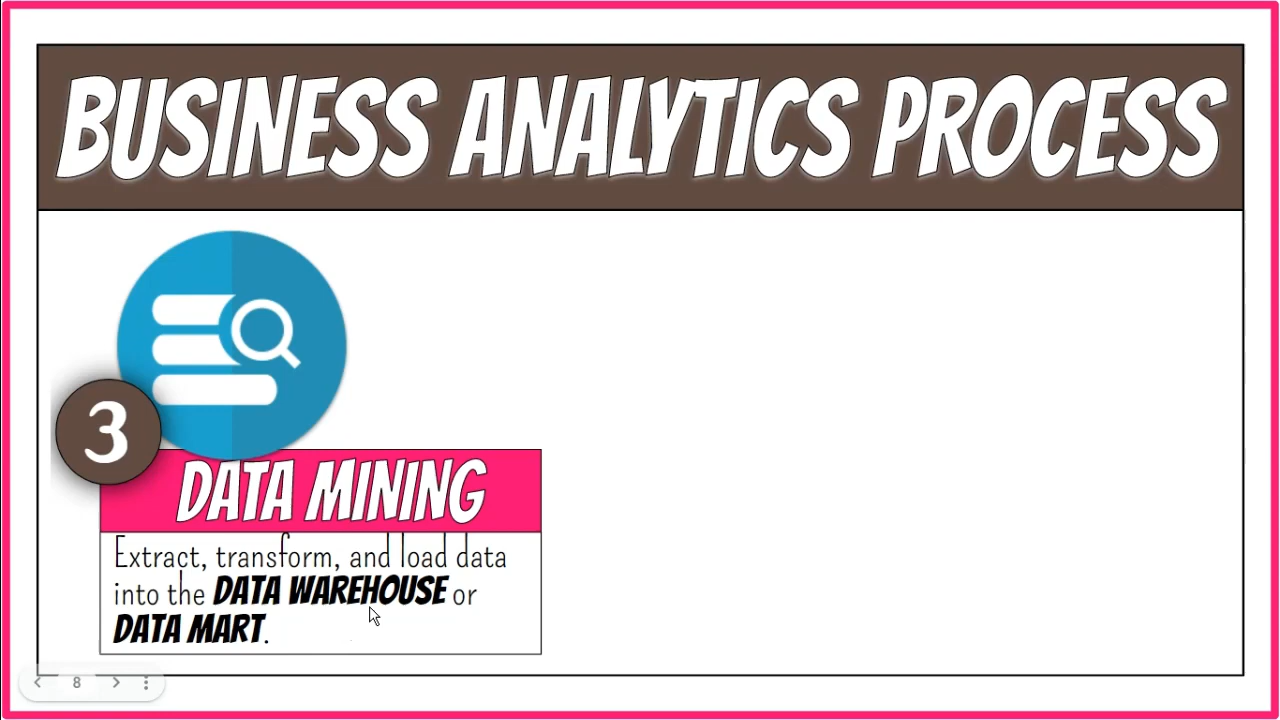 BUSINESS ANALYTICS PROCESS
3
DATA MINING
Extract, transform, and load data
into the DATA WAREHOUSE or
DATA MART.
8